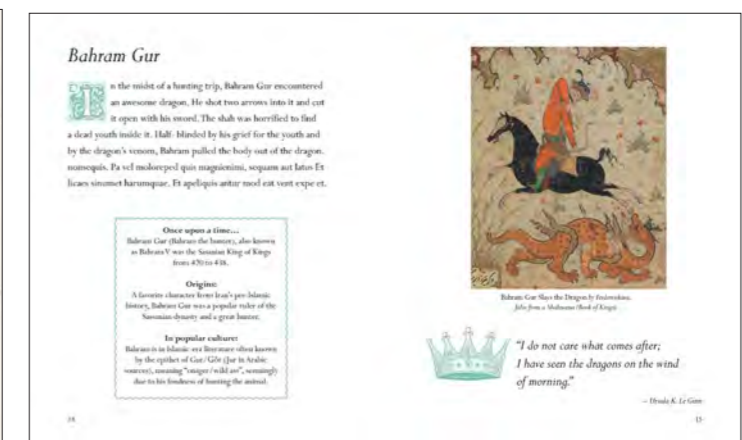 Bahram Gur
In the midst of a hunting trip, Bahram Gur encountered
an awesome dragon. He shot two arrows into it and cut
it open with his sword. The shah was horrified to find
a dead youth inside it. Half-blinded by his grief for the youth and
by the dragon's venom, Bahram pulled the body out of the dragon.
nonsequis. Pa vel moloreped quis magnienimi, sequam aut latus Et
licaes sinumet harumquae. Et apeliquis antur mod eat vent expe et.
Once upon a time...
Bahram Gur (Bahram the hunter), also known
as Bahram V was the Sasanian King of Kings
from 420 to 438.
Origins:
A favorite character from Iran's pre-Islamic
history, Bahram Gur was a popular ruler of the
Sassonian dynasty and a great hunter.
In popular culture:
Bahram is in Islamic-era literature often known
by the epithet of Gur/Gōr (Jur in Arabic
sources), meaning "onager/wild ass", seemingly
due to his fondness of hunting the animal.
24
Bahram Gur Slays the Dragon by
folio from a Shahnama (Book of Kings).
"I do not care what comes after;
I have seen the dragons on the wind
of morning."
— Ursula K. Le Guin